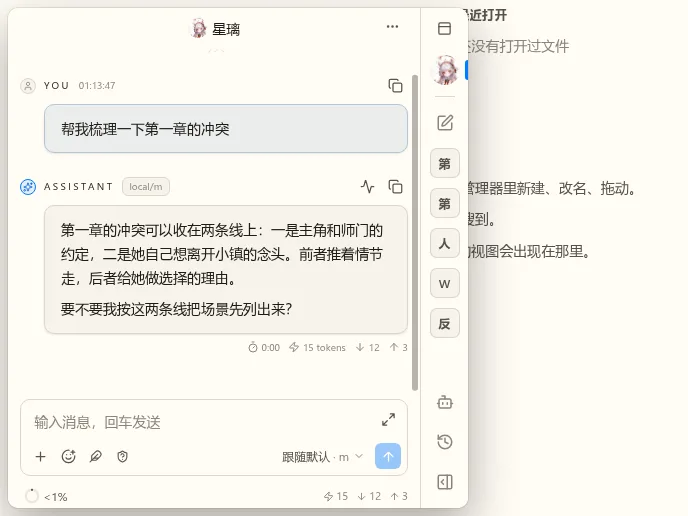 星璃
YOU 01:13:47
帮我梳理一下第一章的冲突
ASSISTANT local/m
第一章的冲突可以收在两条线上：一是主角和师门的
约定，二是她自己想离开小镇的念头。前者推着情节
走，后者给她做选择的理由。
要不要我按这两条线把场景先列出来？
0:00 15 tokens 12 3
输入消息，回车发送
跟随默认 · m
<1%
15 12 3
第
第
人
W
反
近打开
没有打开过文件
管理器里新建、改名、拖动。
搜到。
视图会出现在那里。